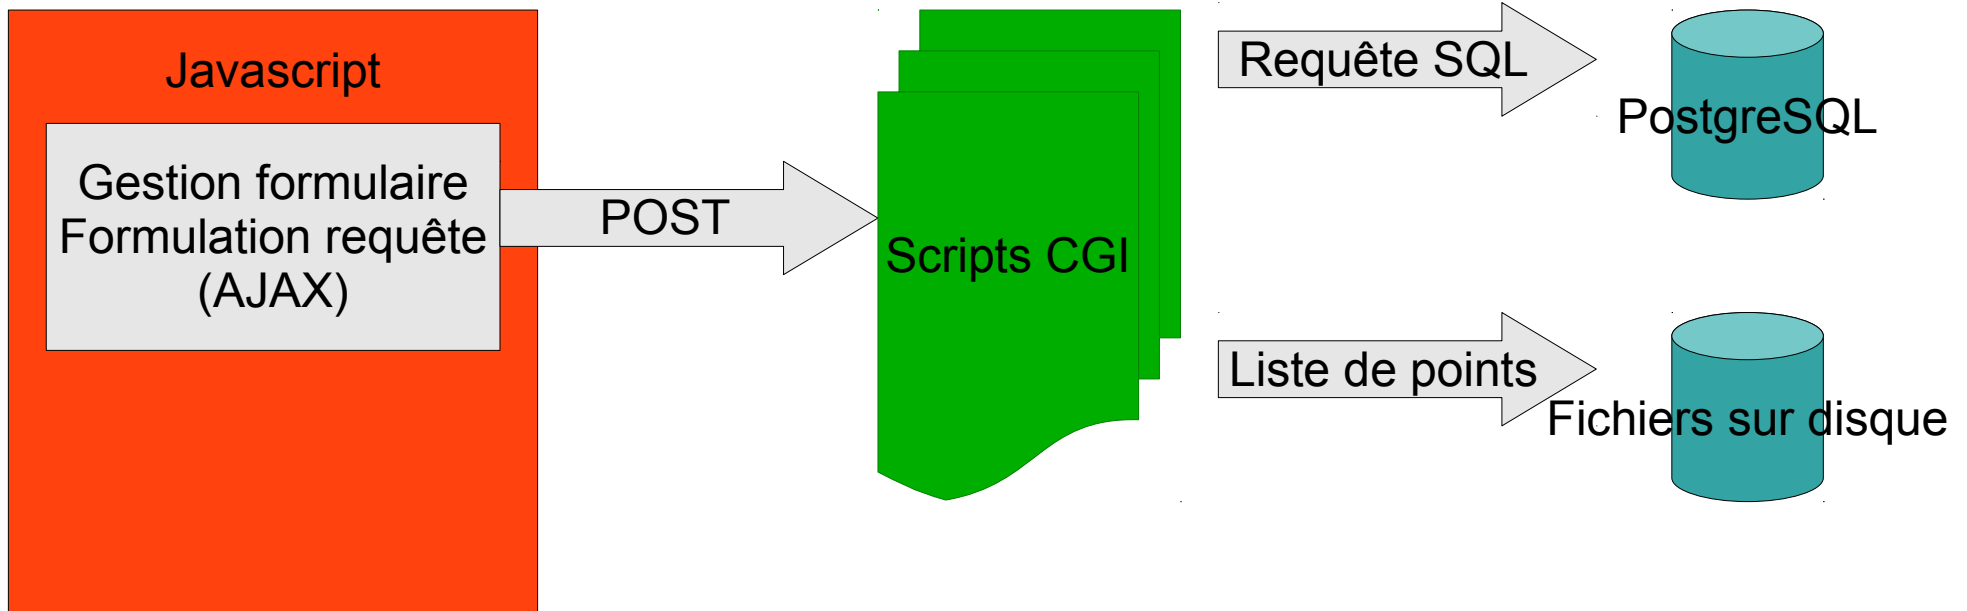 Javascript
Gestion formulaire
Formulation requête
(AJAX)
POST
Scripts CGI
Requête SQL
PostgreSQL
Liste de points
Fichiers sur disque